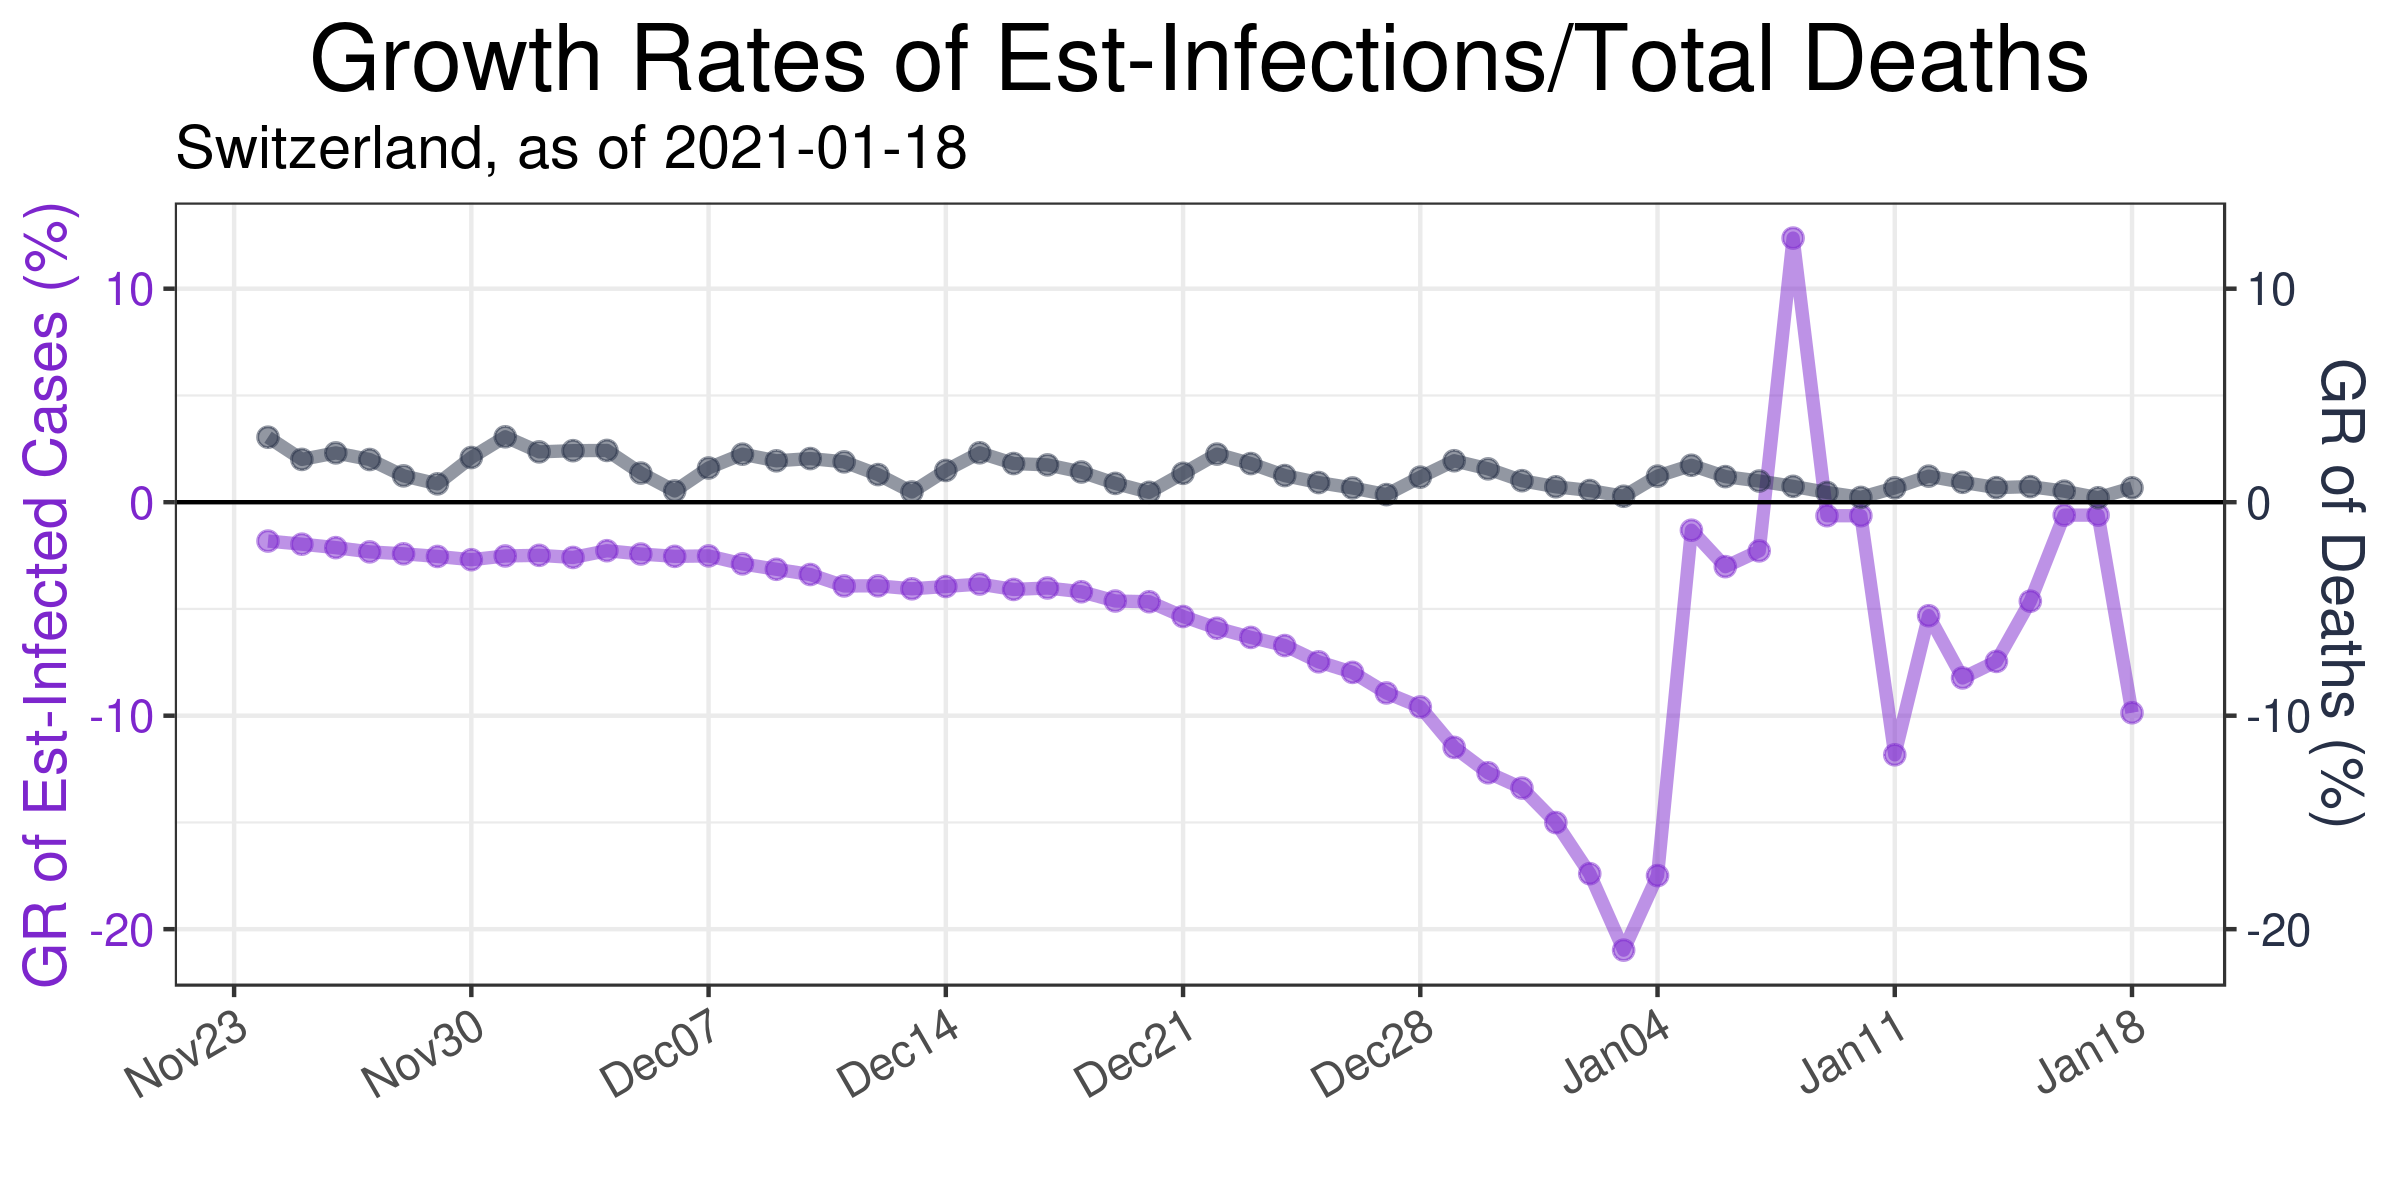 Growth Rates of Est-Infections/Total Deaths
Switzerland, as of 2021-01-18
GR of Est-Infected Cases (%)
10
0
-10
-20
10
0
-10
-20
GR of Deaths (%)
Nov23
Nov30
Dec07
Dec14
Dec21
Dec28
Jan04
Jan11
Jan18